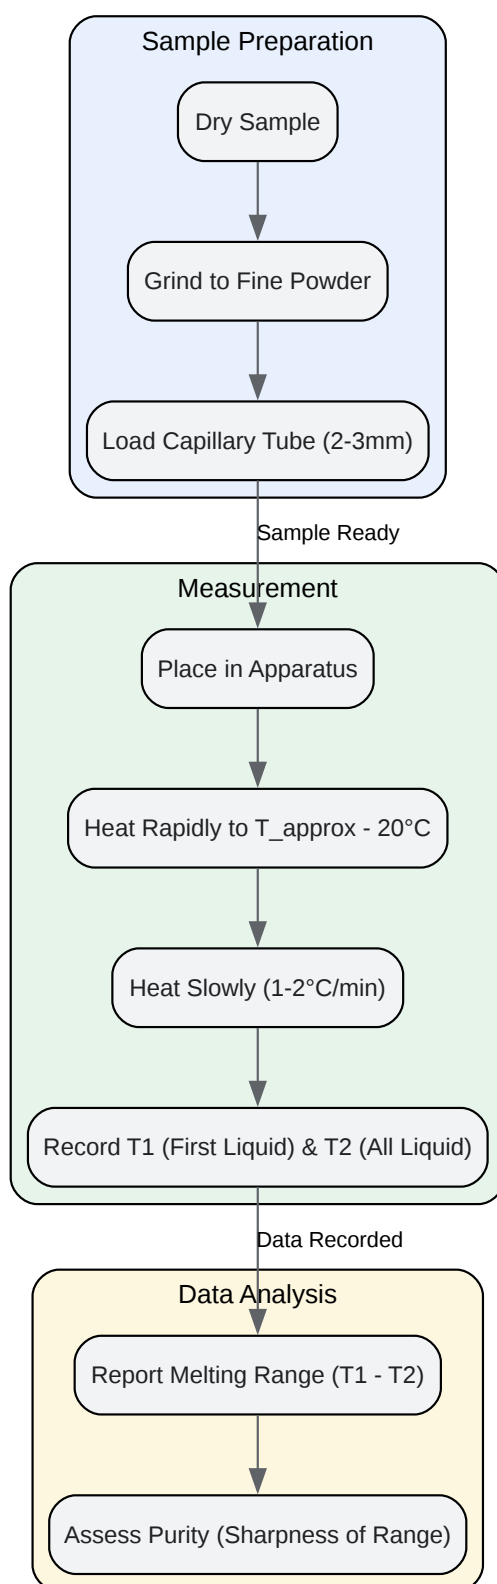 Sample Preparation
Dry Sample
Grind to Fine Powder
Load Capillary Tube (2-3mm)
Sample Ready
Measurement
Place in Apparatus
Heat Rapidly to T_approx - 20°C
Heat Slowly (1-2°C/min)
Record T1 (First Liquid) & T2 (All Liquid)
Data Recorded
Data Analysis
Report Melting Range (T1 - T2)
Assess Purity (Sharpness of Range)